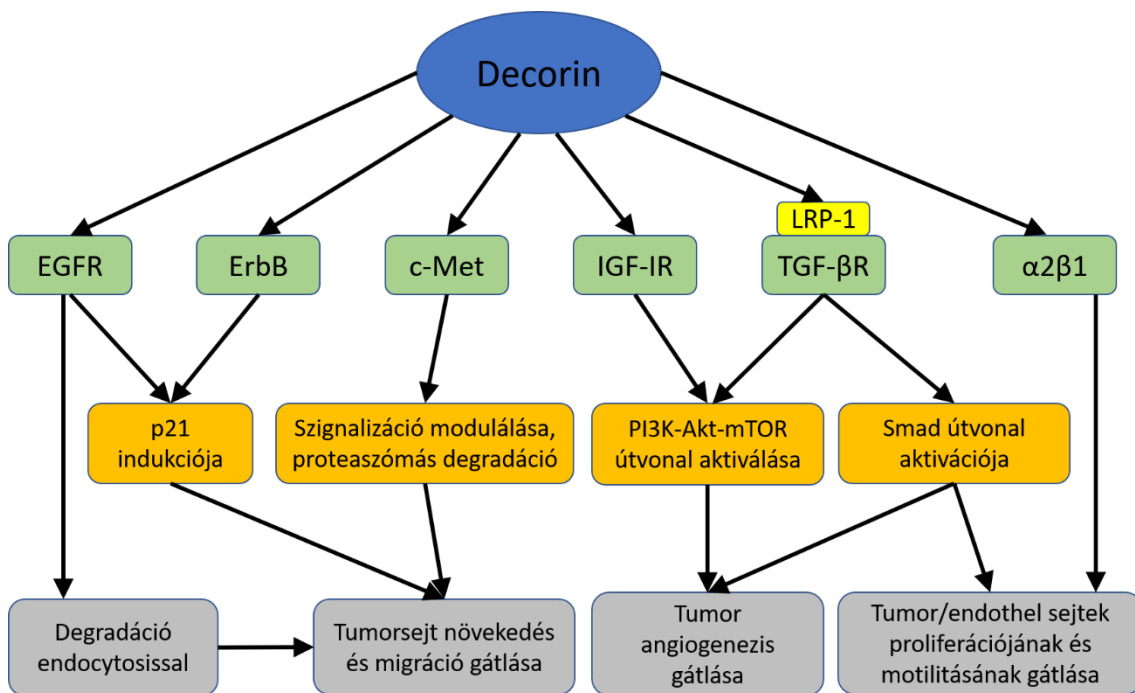 Decorin
LRP-1
EGFR
ErbB
c-Met
IGF-IR
TGF-βR
α2β1
p21
indukciója
Szignalizáció modulálása,
proteaszómás degradáció
PI3K-Akt-mTOR
útvonal aktiválása
Smad útvonal
aktivációja
Degradáció
endocytosissal
Tumorsejt növekedés
és migráció gátlása
Tumor
angiogenezis
gátlása
Tumor/endothel sejtek
proliferációjának és
motilitásának gátlása